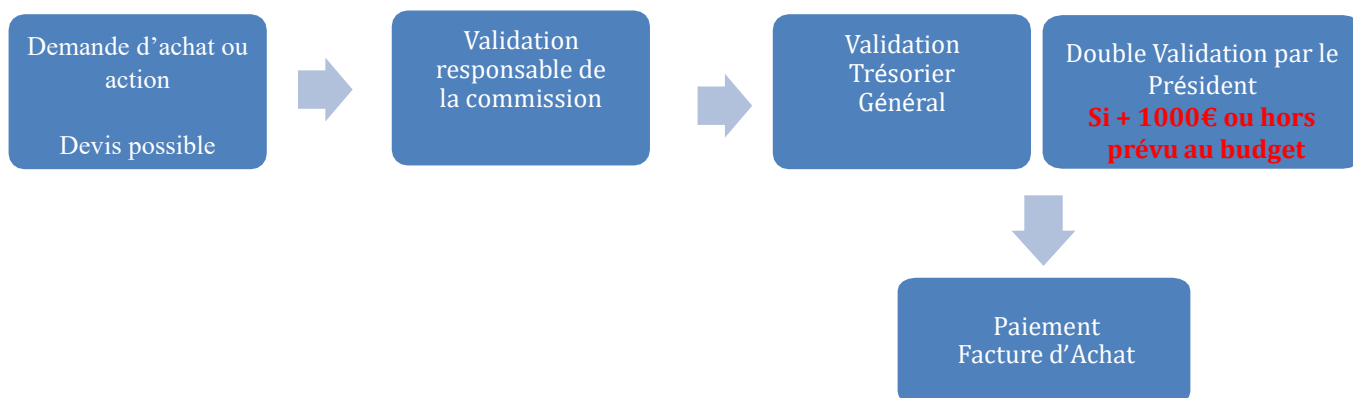 Demande d'achat ou
action
Devis possible
Validation
responsable de
la commission
Validation
Trésorier
Général
Double Validation par le
Président
Si + 1000€ ou hors
prévu au budget
Paiement
Facture d'Achat